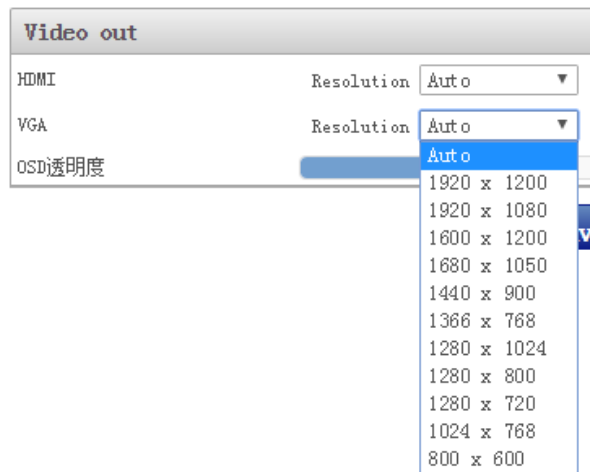 Video out
HDMI Resolution Auto
VGA Resolution Auto
OSD透明度
Auto
1920 x 1200
1920 x 1080
1600 x 1200
1680 x 1050
1440 x 900
1366 x 768
1280 x 1024
1280 x 800
1280 x 720
1024 x 768
800 x 600